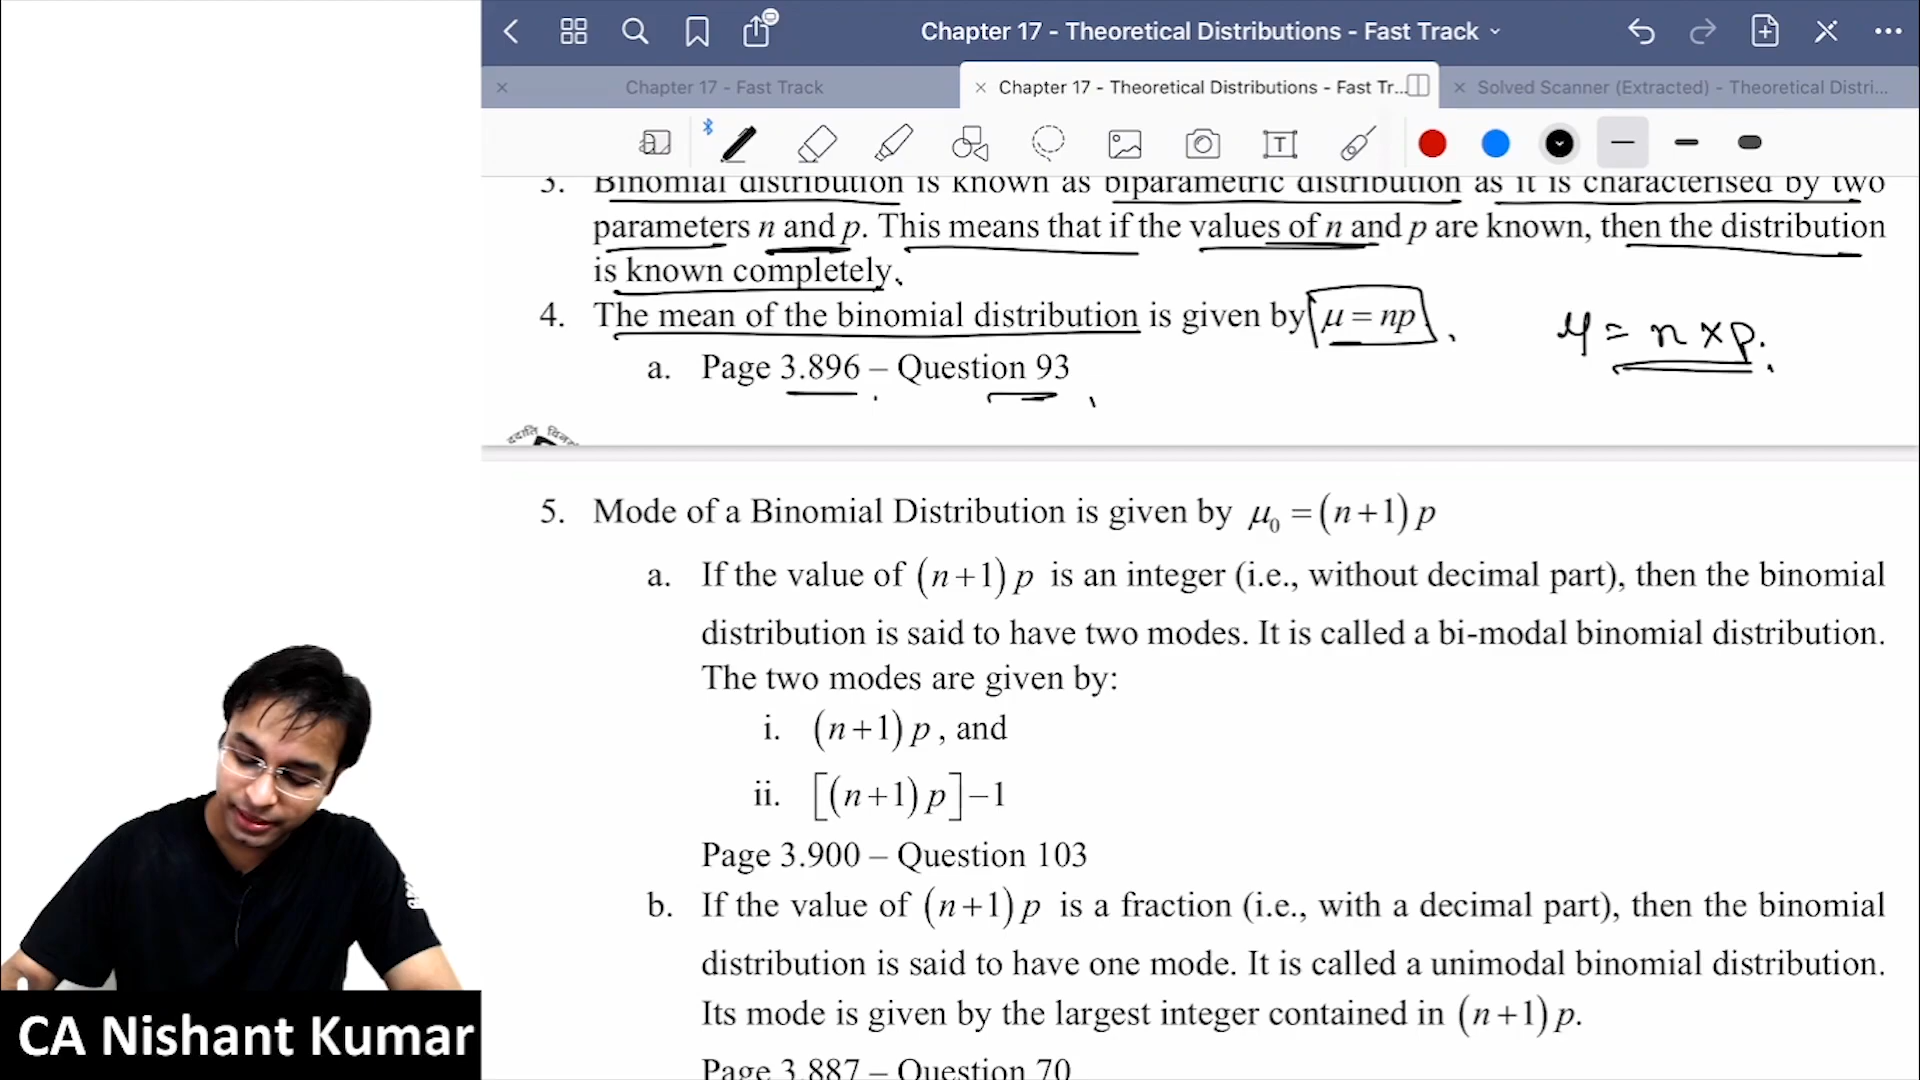 Chapter 17 - Theoretical Distributions - Fast Track
Chapter 17 - Fast Track
Chapter 17 - Theoretical Distributions - Fast Tr...
Solved Scanner (Extracted) - Theoretical Distri...
3. Binomial distribution is known as biparametric distribution as it is characterised by two
parameters n and p. This means that if the values of n and p are known, then the distribution
is known completely.
4. The mean of the binomial distribution is given by μ = np.
μ = n × p.
a. Page 3.896 – Question 93
ददाति
5. Mode of a Binomial Distribution is given by μ₀ = (n+1) p
a. If the value of (n+1) p is an integer (i.e., without decimal part), then the binomial
distribution is said to have two modes. It is called a bi-modal binomial distribution.
The two modes are given by:
i. (n+1) p, and
ii. [(n+1) p]−1
Page 3.900 – Question 103
b. If the value of (n+1) p is a fraction (i.e., with a decimal part), then the binomial
distribution is said to have one mode. It is called a unimodal binomial distribution.
Its mode is given by the largest integer contained in (n+1) p.
Page 3.887 – Question 70
CA Nishant Kumar